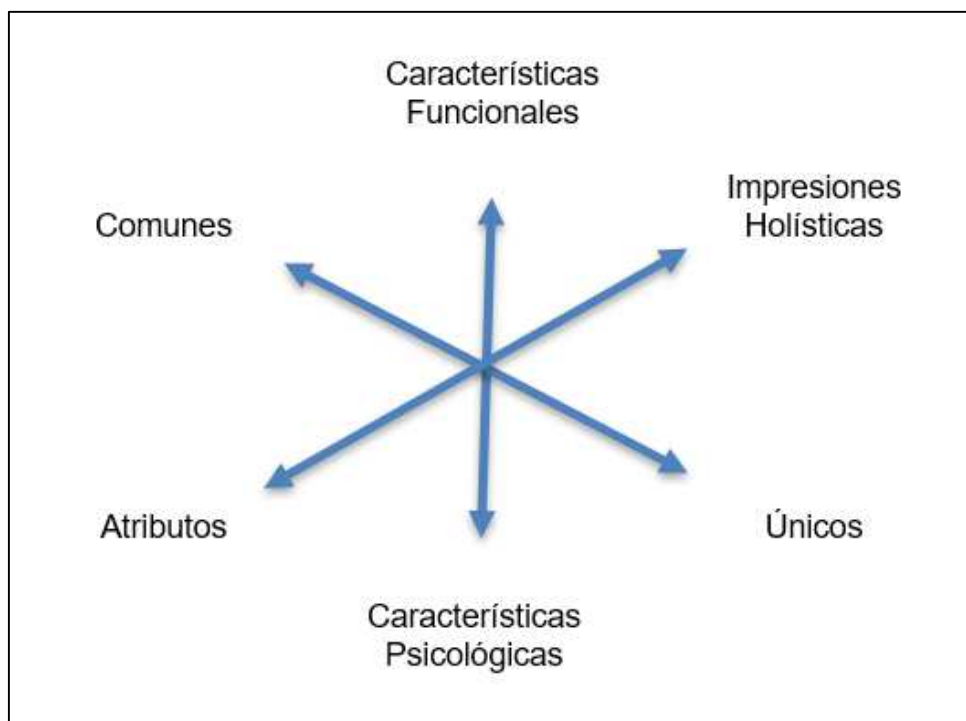 Características
Funcionales
Impresiones
Holísticas
Comunes
Atributos
Únicos
Características
Psicológicas